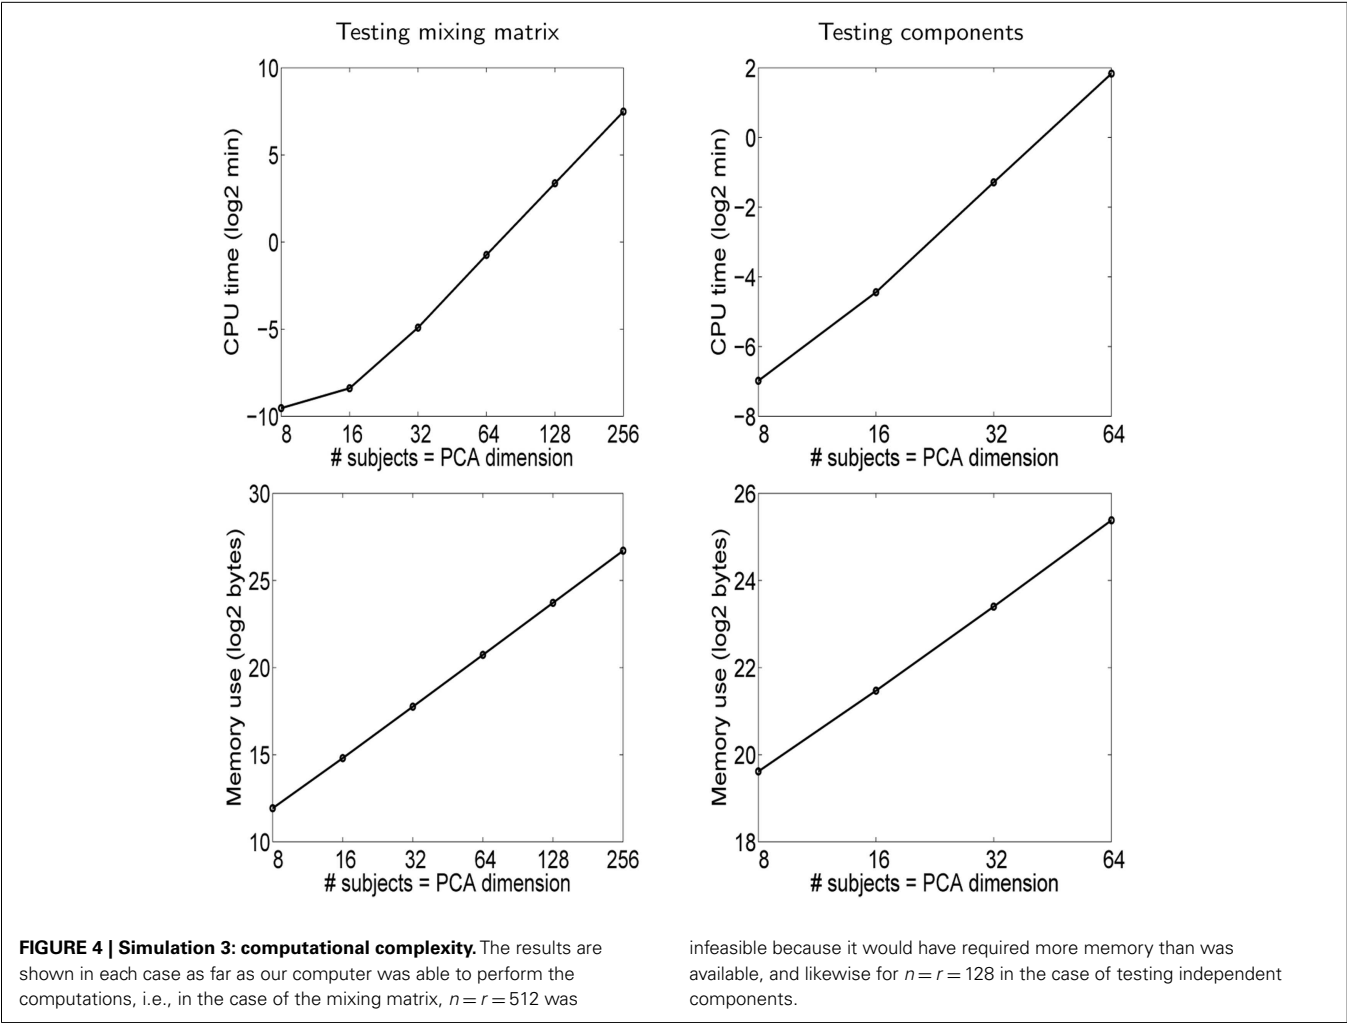 Testing mixing matrix
10
5
0
−5
−10
CPU time (log2 min)
8 16 32 64 128 256
# subjects = PCA dimension
Testing components
2
0
−2
−4
−6
−8
CPU time (log2 min)
8 16 32 64
# subjects = PCA dimension
30
25
20
15
10
Memory use (log2 bytes)
8 16 32 64 128 256
# subjects = PCA dimension
26
24
22
20
18
Memory use (log2 bytes)
8 16 32 64
# subjects = PCA dimension
FIGURE 4 | Simulation 3: computational complexity. The results are
shown in each case as far as our computer was able to perform the
computations, i.e., in the case of the mixing matrix, n = r = 512 was
infeasible because it would have required more memory than was
available, and likewise for n = r = 128 in the case of testing independent
components.